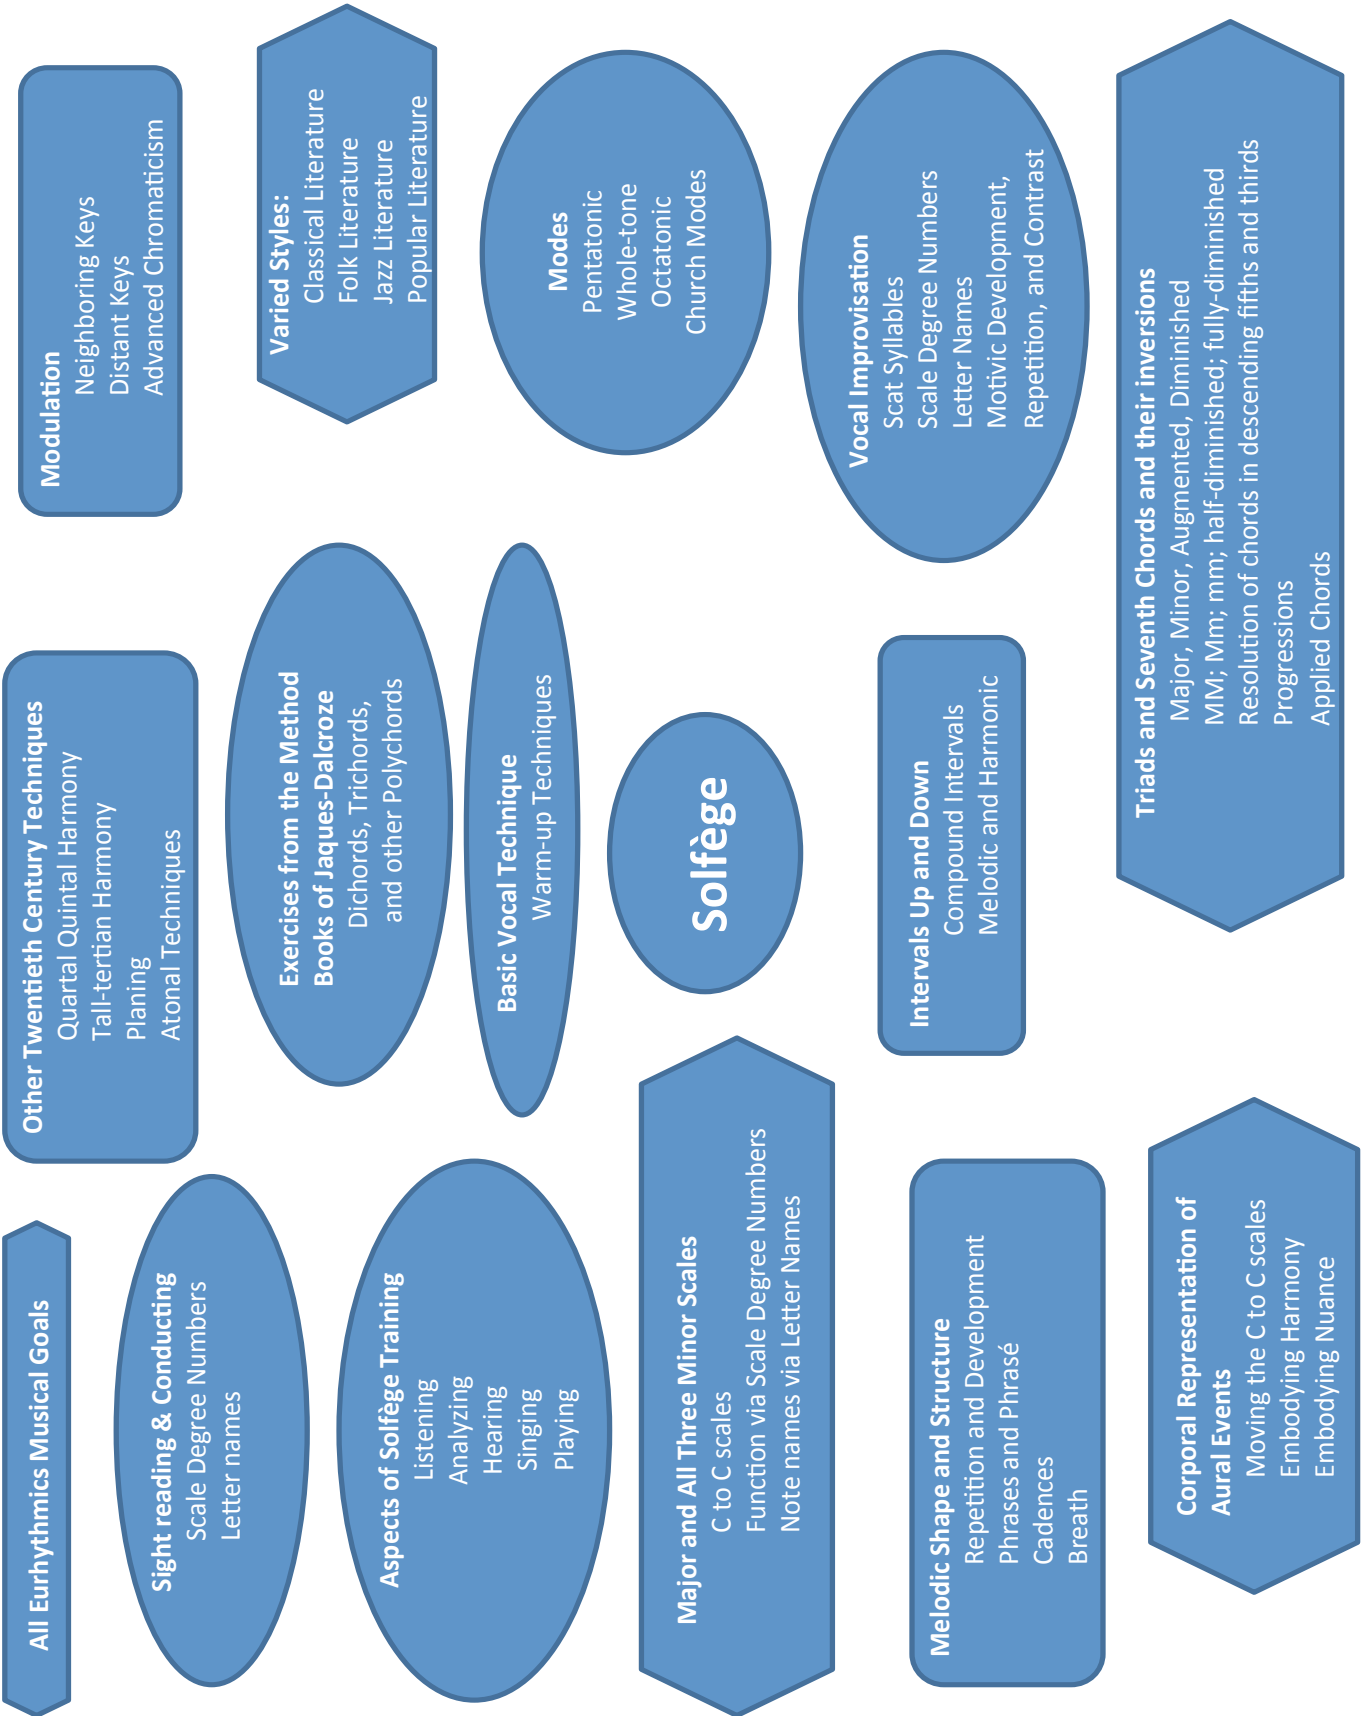 All Eurhythmics Musical Goals
Other Twentieth Century Techniques
Quartal Quintal Harmony
Tall-tertian Harmony
Planing
Atonal Techniques
Modulation
Neighboring Keys
Distant Keys
Advanced Chromaticism
Sight reading & Conducting
Scale Degree Numbers
Letter names
Exercises from the Method
Books of Jaques-Dalcroze
Dichords, Trichords,
and other Polychords
Varied Styles:
Classical Literature
Folk Literature
Jazz Literature
Popular Literature
Aspects of Solfège Training
Listening
Analyzing
Hearing
Singing
Playing
Basic Vocal Technique
Warm-up Techniques
Modes
Pentatonic
Whole-tone
Octatonic
Church Modes
Major and All Three Minor Scales
C to C scales
Function via Scale Degree Numbers
Note names via Letter Names
Solfège
Vocal Improvisation
Scat Syllables
Scale Degree Numbers
Letter Names
Motivic Development,
Repetition, and Contrast
Melodic Shape and Structure
Repetition and Development
Phrases and Phrasé
Cadences
Breath
Intervals Up and Down
Compound Intervals
Melodic and Harmonic
Corporal Representation of
Aural Events
Moving the C to C scales
Embodying Harmony
Embodying Nuance
Triads and Seventh Chords and their inversions
Major, Minor, Augmented, Diminished
MM; Mm; mm; half-diminished; fully-diminished
Resolution of chords in descending fifths and thirds
Progressions
Applied Chords